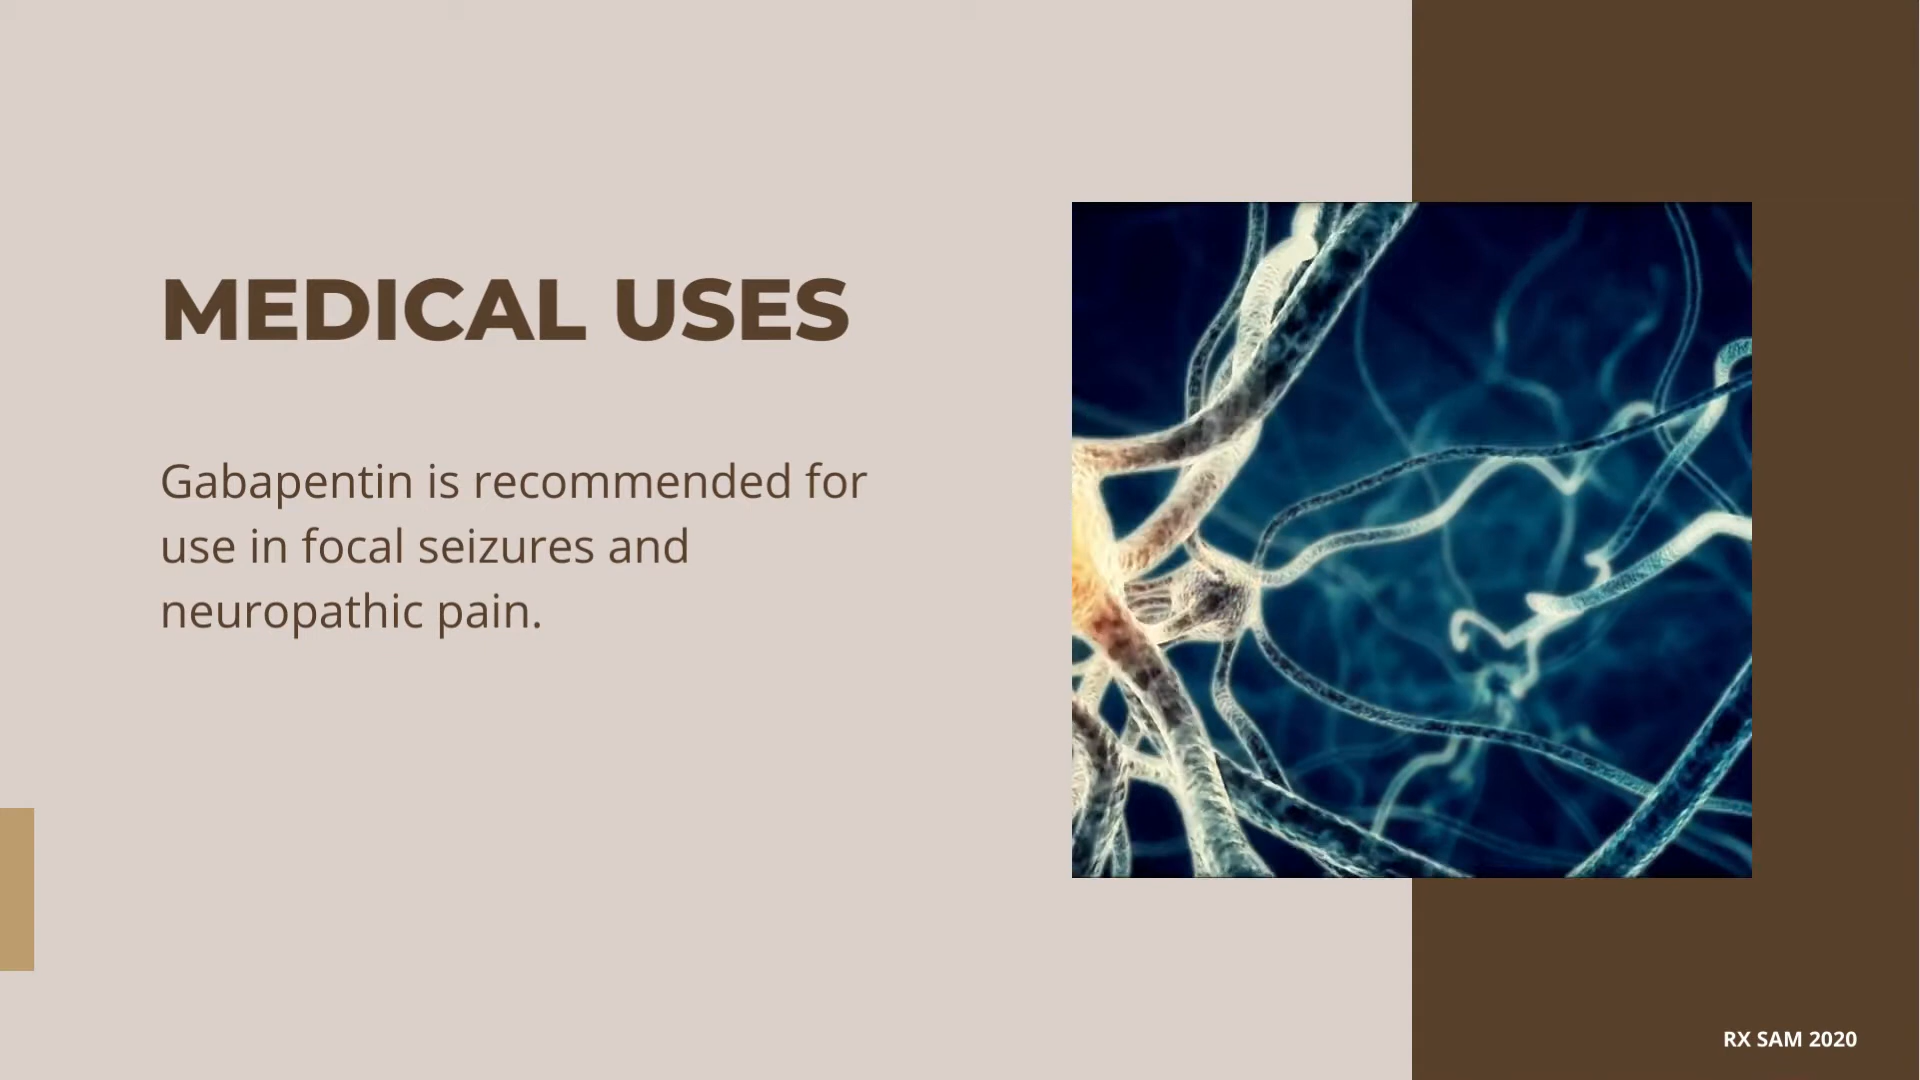 MEDICAL USES
Gabapentin is recommended for
use in focal seizures and
neuropathic pain.
RX SAM 2020